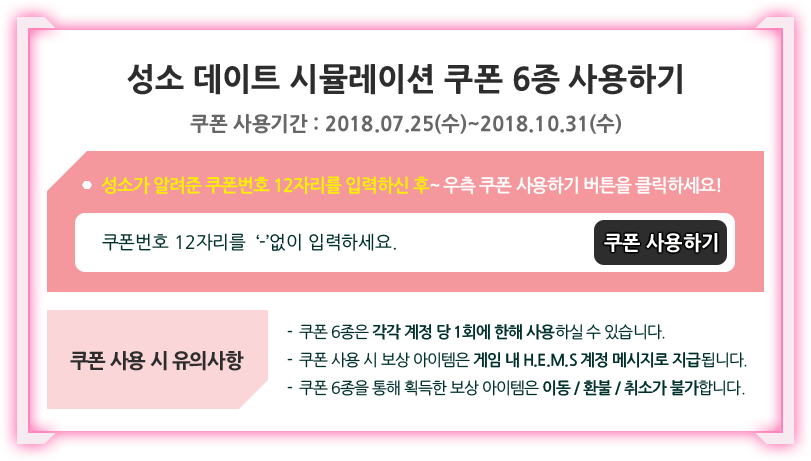 성소 데이트 시뮬레이션 쿠폰 6종 사용하기
쿠폰 사용기간 : 2018.07.25(수)~2018.10.31(수)
성소가 알려준 쿠폰번호 12자리를 입력하신 후~ 우측 쿠폰 사용하기 버튼을 클릭하세요!
쿠폰번호 12자리를 ‘-’없이 입력하세요.
쿠폰 사용하기
쿠폰 사용 시 유의사항
- 쿠폰 6종은 각각 계정 당 1회에 한해 사용하실 수 있습니다.
- 쿠폰 사용 시 보상 아이템은 게임 내 H.E.M.S 계정 메시지로 지급됩니다.
- 쿠폰 6종을 통해 획득한 보상 아이템은 이동 / 환불 / 취소가 불가합니다.